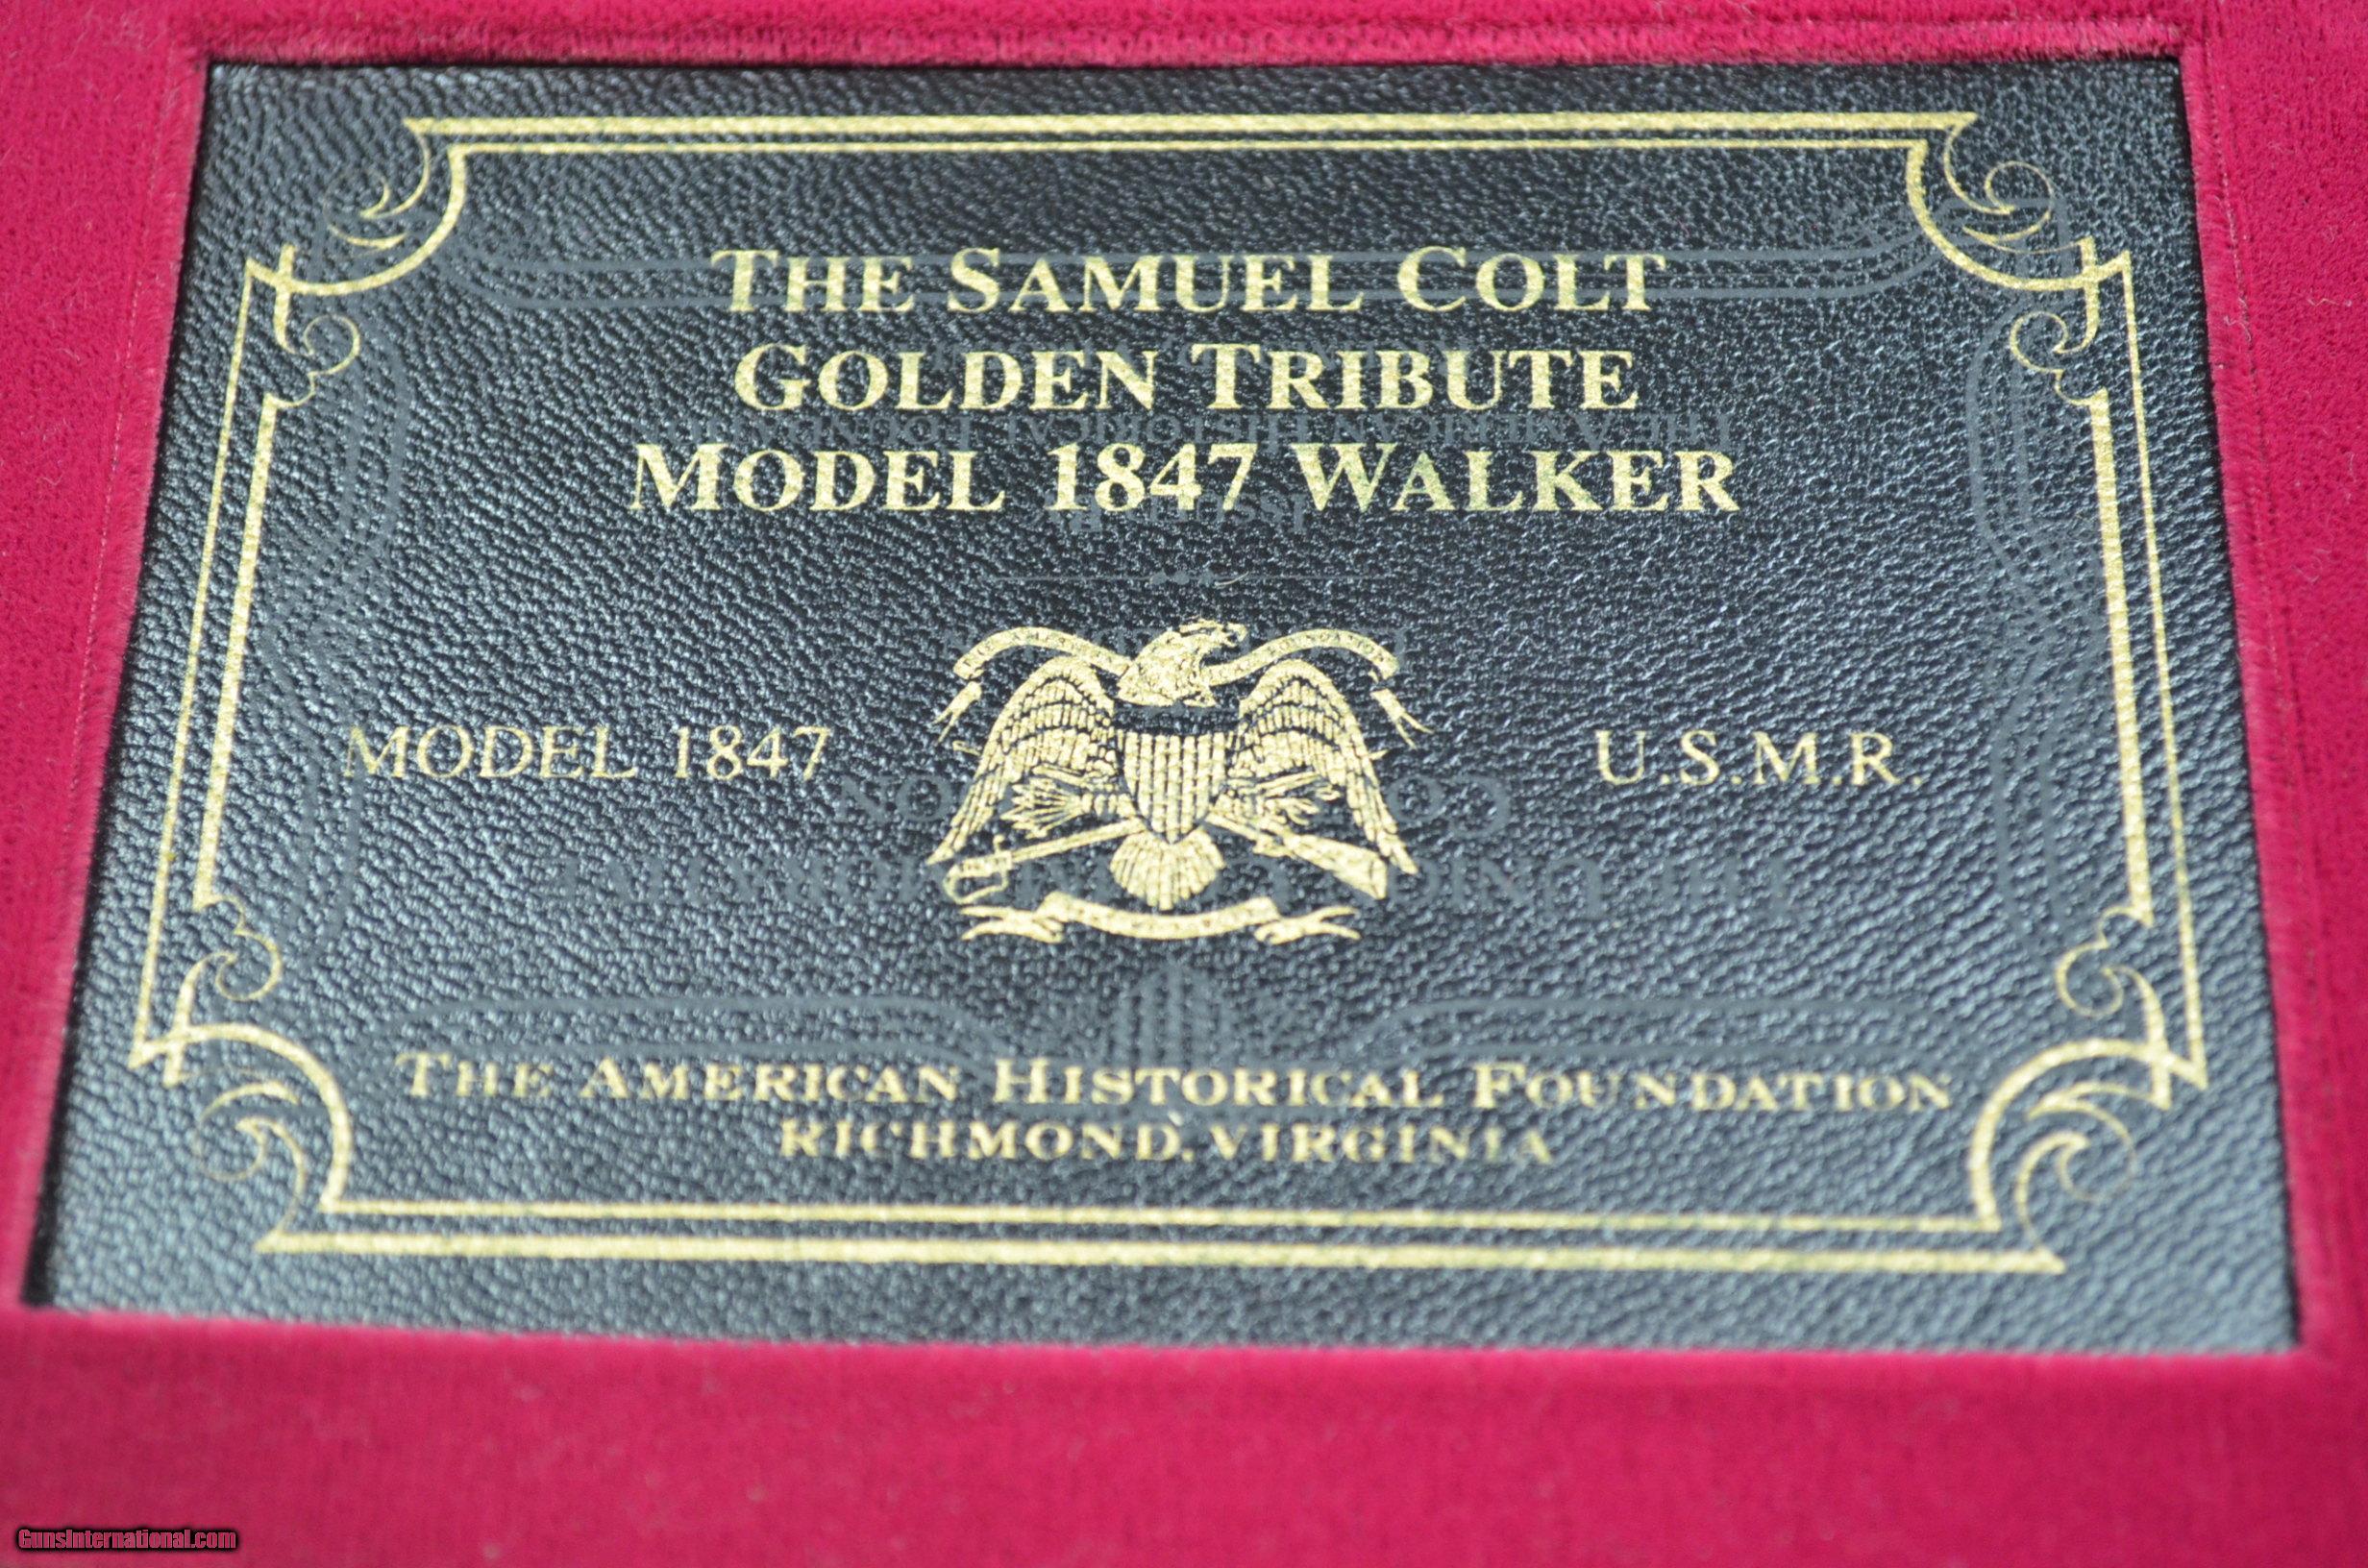 THE SAMUEL COLT
GOLDEN TRIBUTE
MODEL 1847 WALKER
MODEL 1847
U.S.M.R.
THE AMERICAN HISTORICAL FOUNDATION
RICHMOND, VIRGINIA
GunsInternational.com